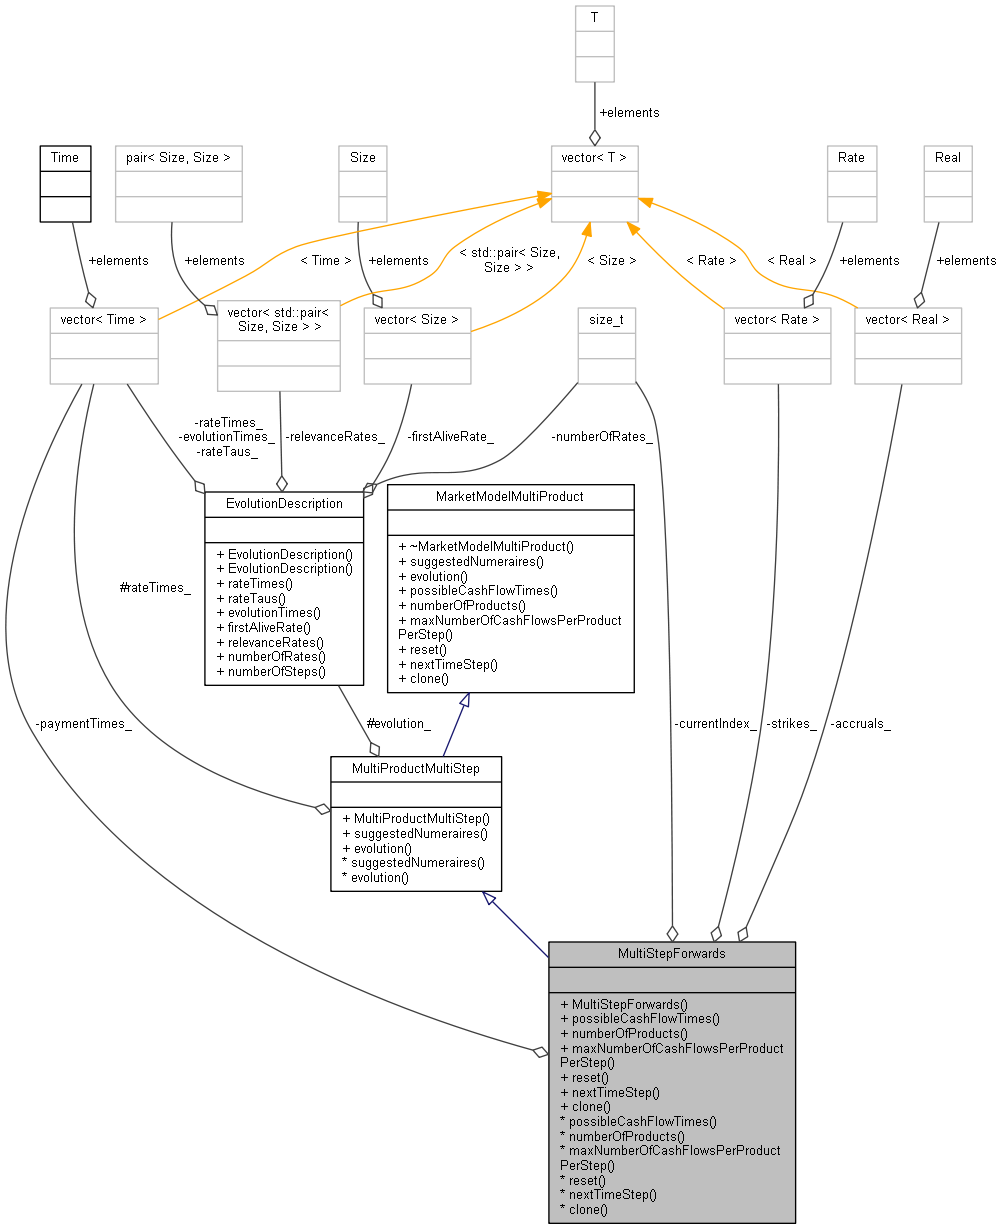 T
+elements
Time
pair< Size, Size >
Size
vector< T >
Rate
Real
+elements
+elements
< Time >
+elements
< std::pair< Size,
Size > >
< Size >
< Rate >
< Real >
+elements
+elements
vector< Time >
vector< std::pair<
Size, Size > >
vector< Size >
size_t
vector< Rate >
vector< Real >
-rateTimes_
-evolutionTimes_
-rateTaus_
-relevanceRates_
-firstAliveRate_
-numberOfRates_
EvolutionDescription
+ EvolutionDescription()
+ EvolutionDescription()
+ rateTimes()
+ rateTaus()
+ evolutionTimes()
+ firstAliveRate()
+ relevanceRates()
+ numberOfRates()
+ numberOfSteps()
MarketModelMultiProduct
+ ~MarketModelMultiProduct()
+ suggestedNumeraires()
+ evolution()
+ possibleCashFlowTimes()
+ numberOfProducts()
+ maxNumberOfCashFlowsPerProduct
PerStep()
+ reset()
+ nextTimeStep()
+ clone()
#rateTimes_
-paymentTimes_
#evolution_
-currentIndex_
-strikes_
-accruals_
MultiProductMultiStep
+ MultiProductMultiStep()
+ suggestedNumeraires()
+ evolution()
* suggestedNumeraires()
* evolution()
MultiStepForwards
+ MultiStepForwards()
+ possibleCashFlowTimes()
+ numberOfProducts()
+ maxNumberOfCashFlowsPerProduct
PerStep()
+ reset()
+ nextTimeStep()
+ clone()
* possibleCashFlowTimes()
* numberOfProducts()
* maxNumberOfCashFlowsPerProduct
PerStep()
* reset()
* nextTimeStep()
* clone()